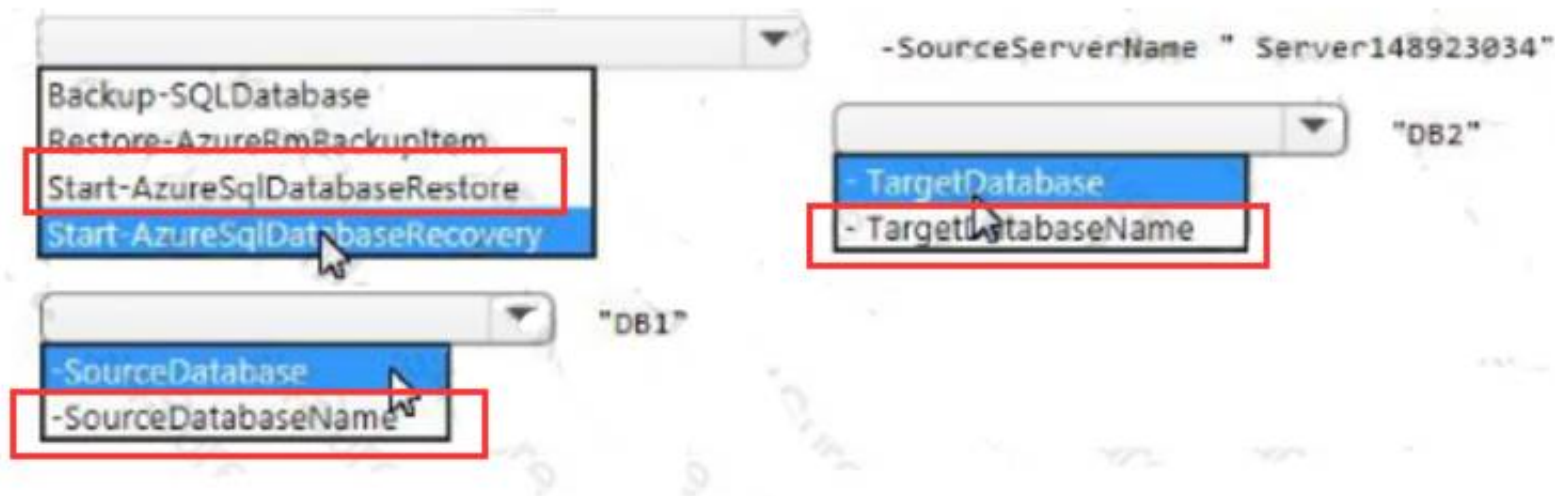 -SourceServerName " Server148923034"
Backup-SQLDatabase
Restore-AzureRmBackupItem
Start-AzureSqlDatabaseRestore
Start-AzureSqlDatabaseRecovery
"DB2"
- TargetDatabase
- TargetDatabaseName
"DB1"
-SourceDatabase
-SourceDatabaseName